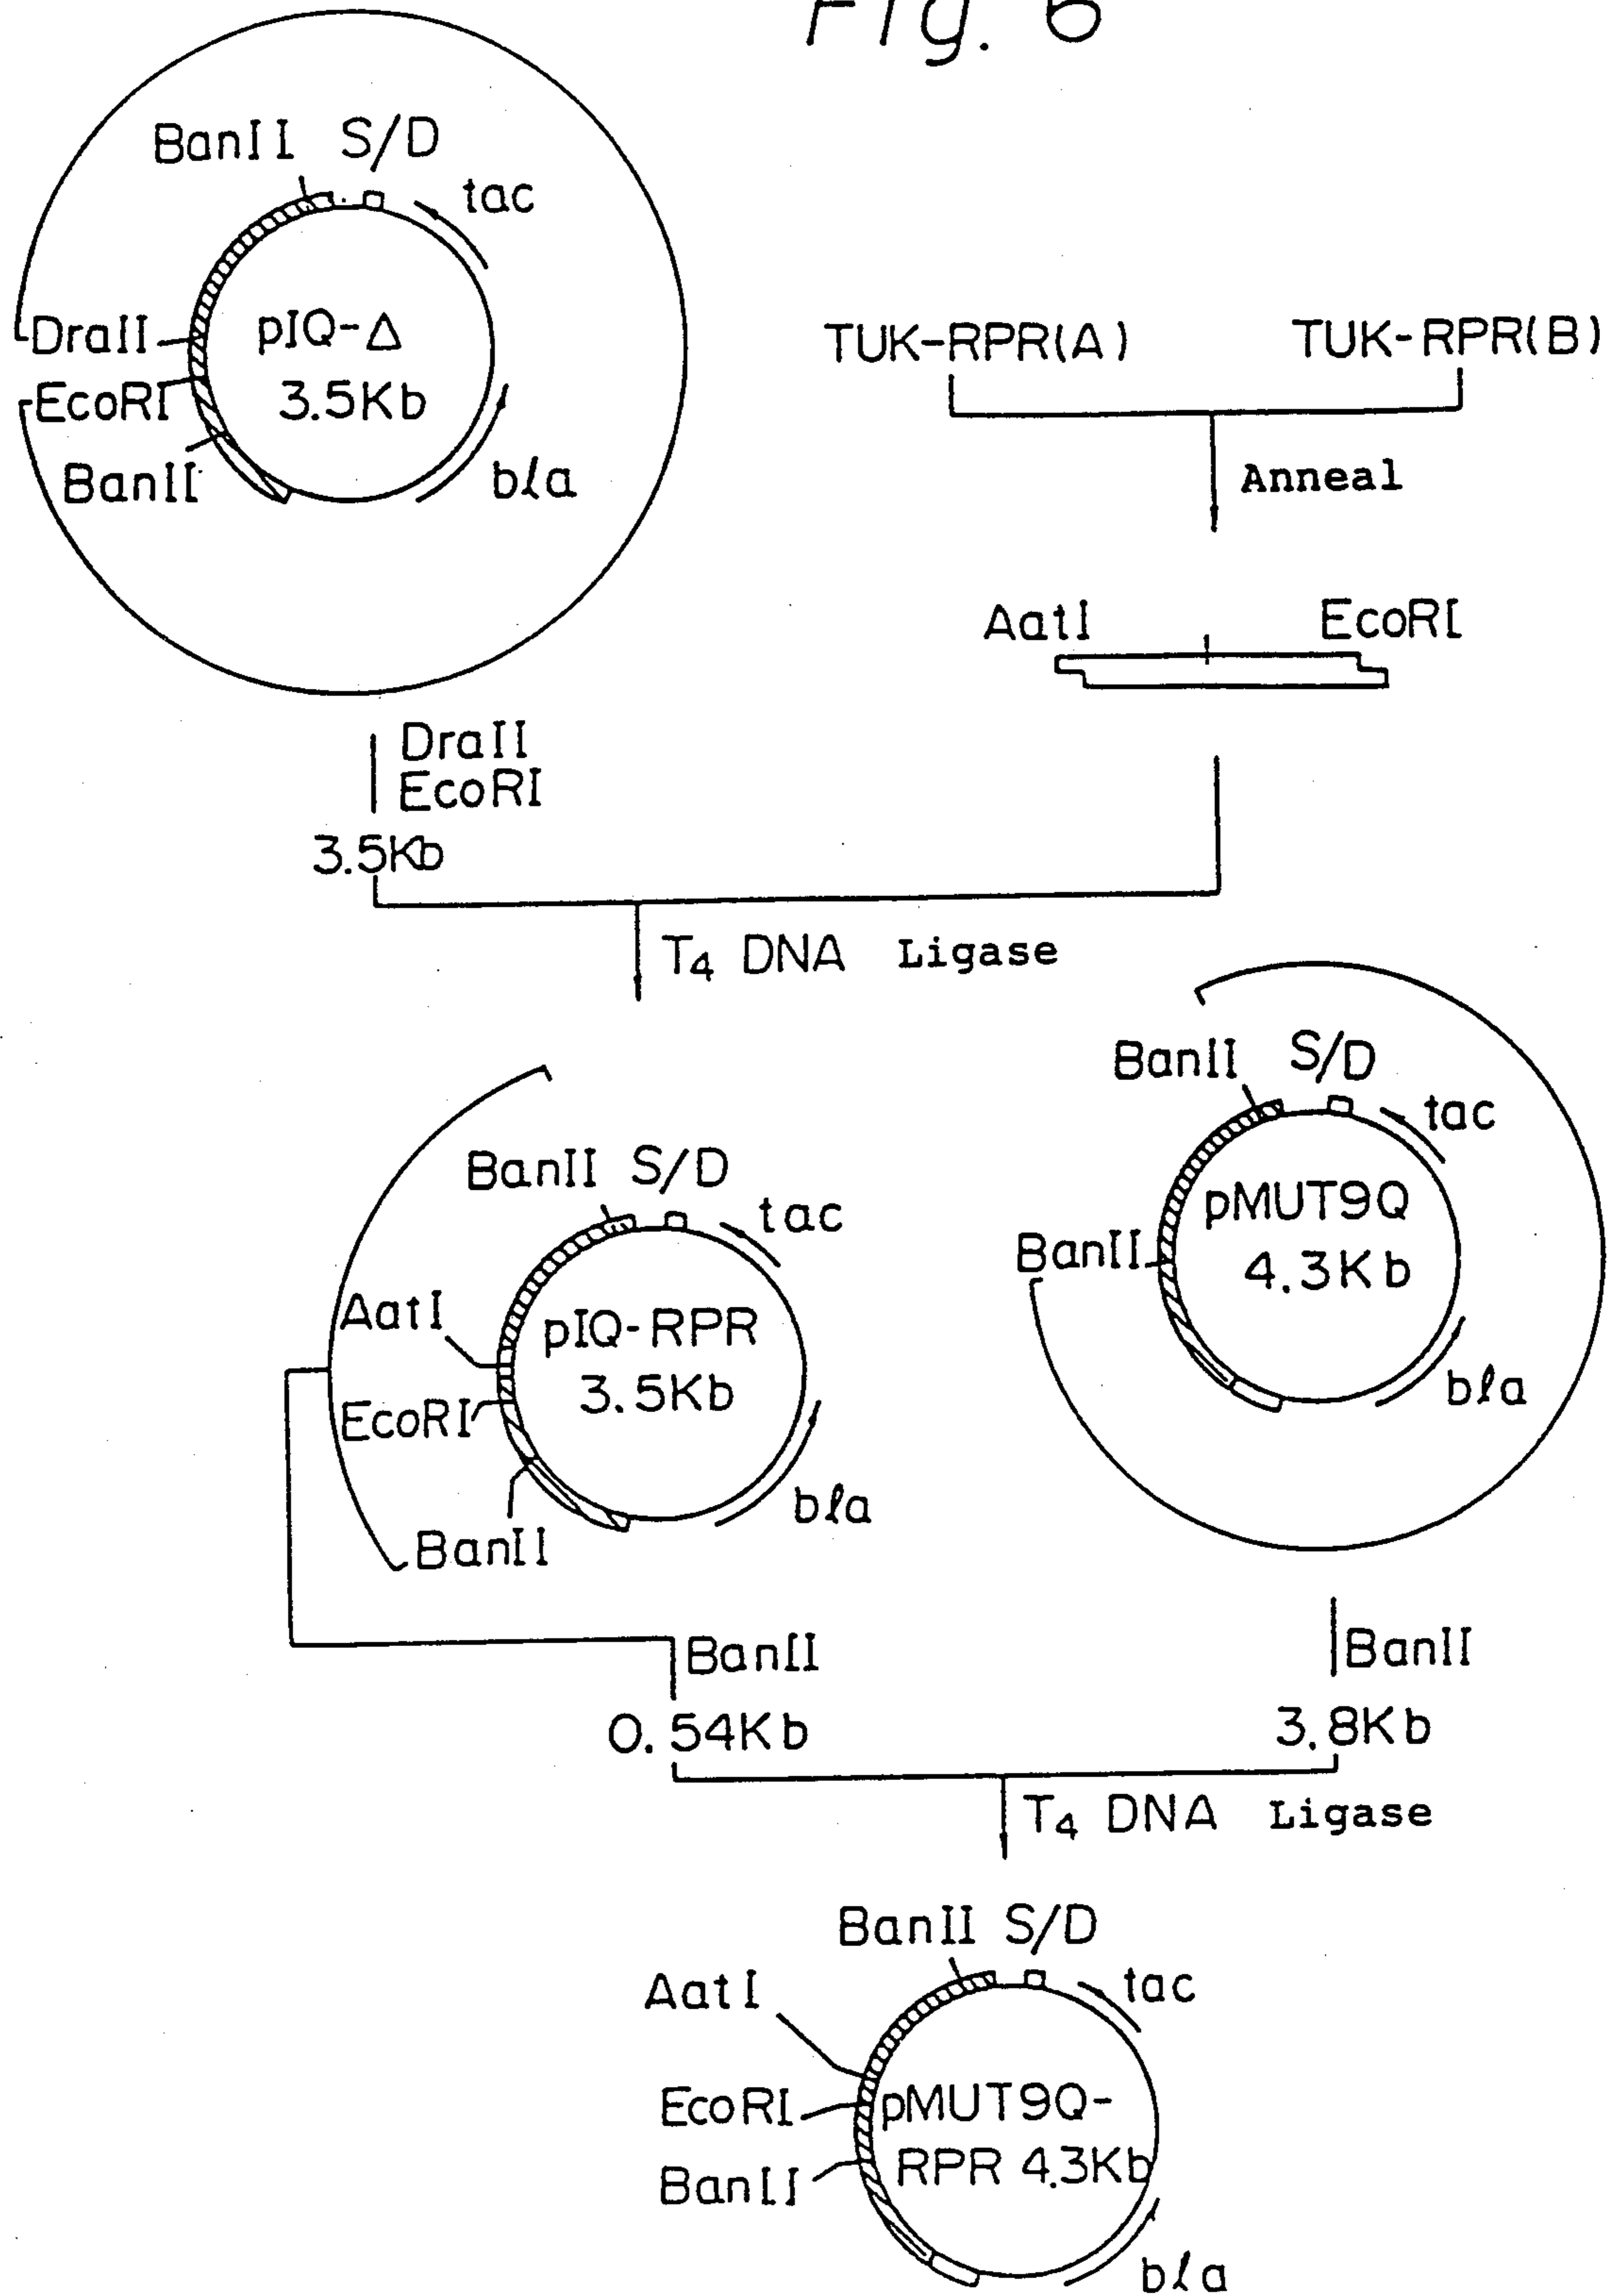 Fig. 6
BanII S/D
tac
DraII
pIQ-Δ
EcoRI
3.5Kb
BanII
bla
TUK-RPR(A) TUK-RPR(B)
Anneal
AatI EcoRI
DraII
EcoRI
3.5Kb
T4 DNA Ligase
BanII S/D
tac
AatI
pIQ-RPR
3.5Kb
EcoRI
bla
BanII
BanII S/D
tac
pMUT9Q
BanII
4.3Kb
bla
BanII
0.54Kb
BanII
3.8Kb
T4 DNA Ligase
BanII S/D
AatI
tac
EcoRI
pMUT9Q-
RPR 4.3Kb
BanII
bla